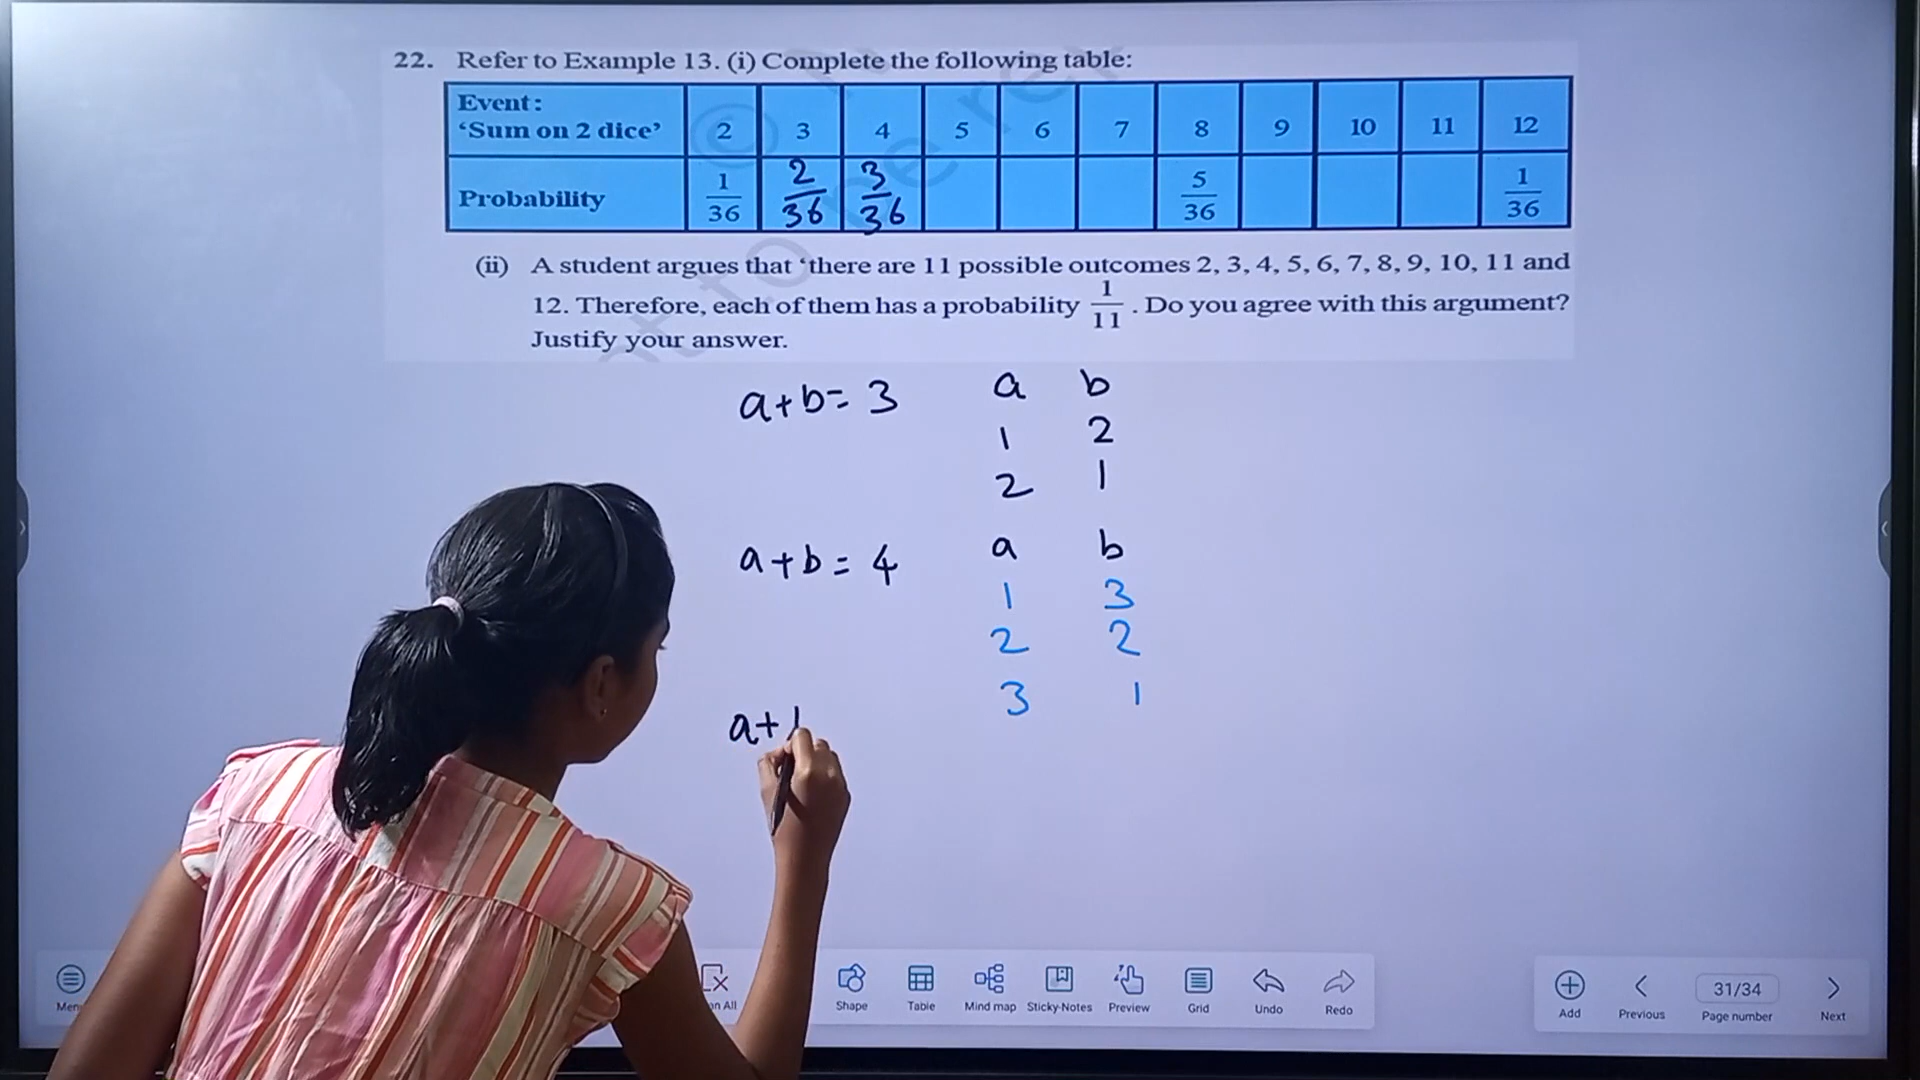 22. Refer to Example 13. (i) Complete the following table:
Event:
'Sum on 2 dice' 2 3 4 5 6 7 8 9 10 11 12
Probability 1/36 2/36 3/36 5/36 1/36
(ii) A student argues that 'there are 11 possible outcomes 2, 3, 4, 5, 6, 7, 8, 9, 10, 11 and
12. Therefore, each of them has a probability 1/11 . Do you agree with this argument?
Justify your answer.
a+b= 3 a b
1 2
2 1
a+b = 4 a b
1 3
2 2
3 1
a+
Shape Table Mind map Sticky-Notes Preview Grid Undo Redo
Add Previous 31/34 Page number Next